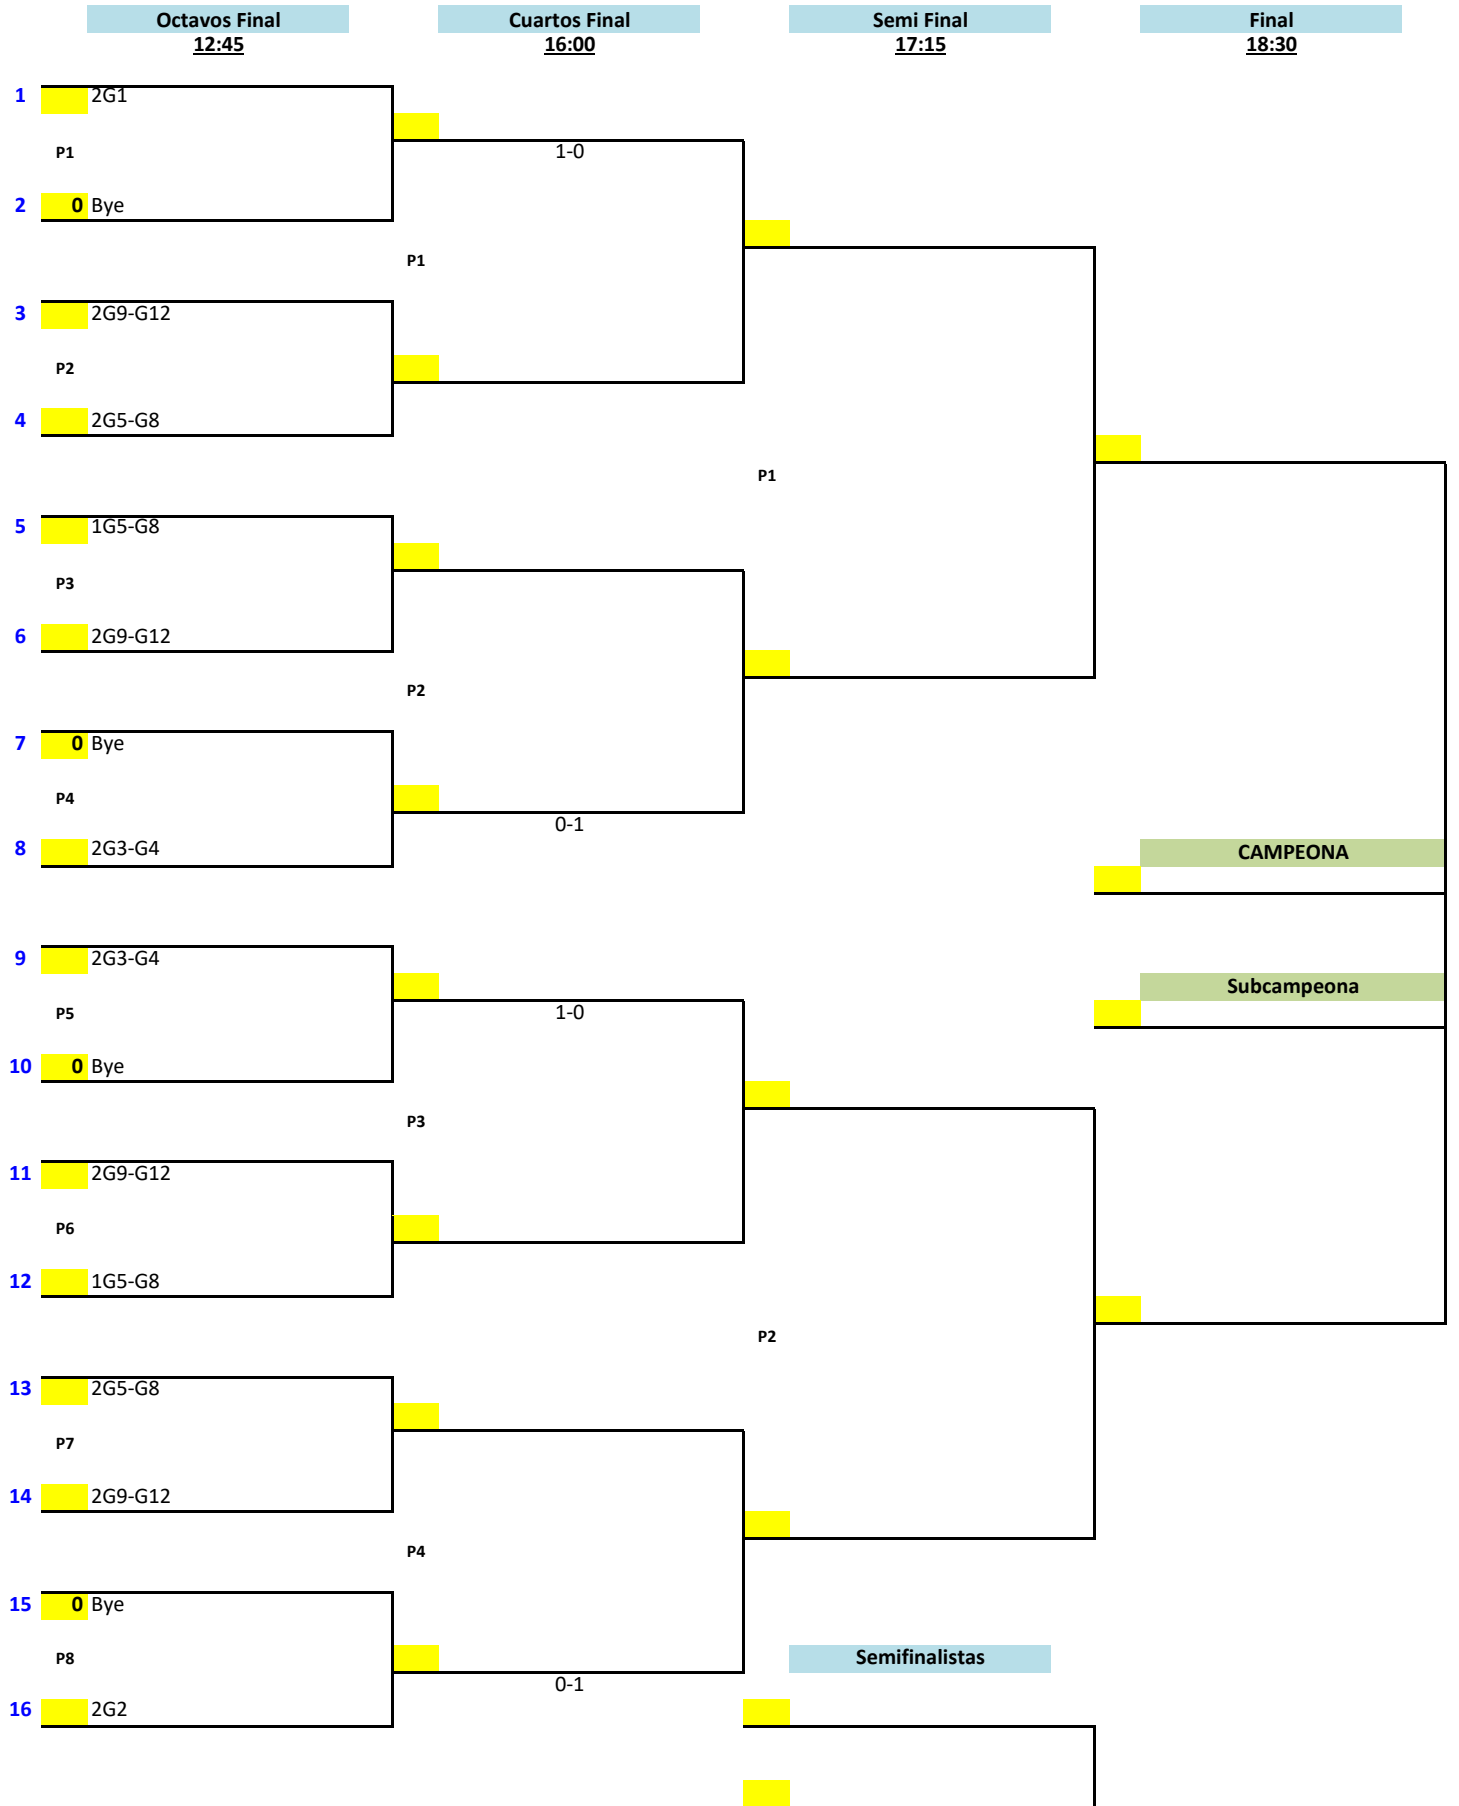 Octavos Final Cuartos Final Semi Final Final
12:45 16:00 17:15 18:30
1 2G1
P1 1-0
2 0 Bye
P1
3 2G9-G12
P2
4 2G5-G8
P1
5 1G5-G8
P3
6 2G9-G12
P2
7 0 Bye
P4
0-1
8 2G3-G4 CAMPEONA
9 2G3-G4
Subcampeona
P5 1-0
10 0 Bye
P3
11 2G9-G12
P6
12 1G5-G8
P2
13 2G5-G8
P7
14 2G9-G12
P4
15 0 Bye
P8 Semifinalistas
0-1
16 2G2